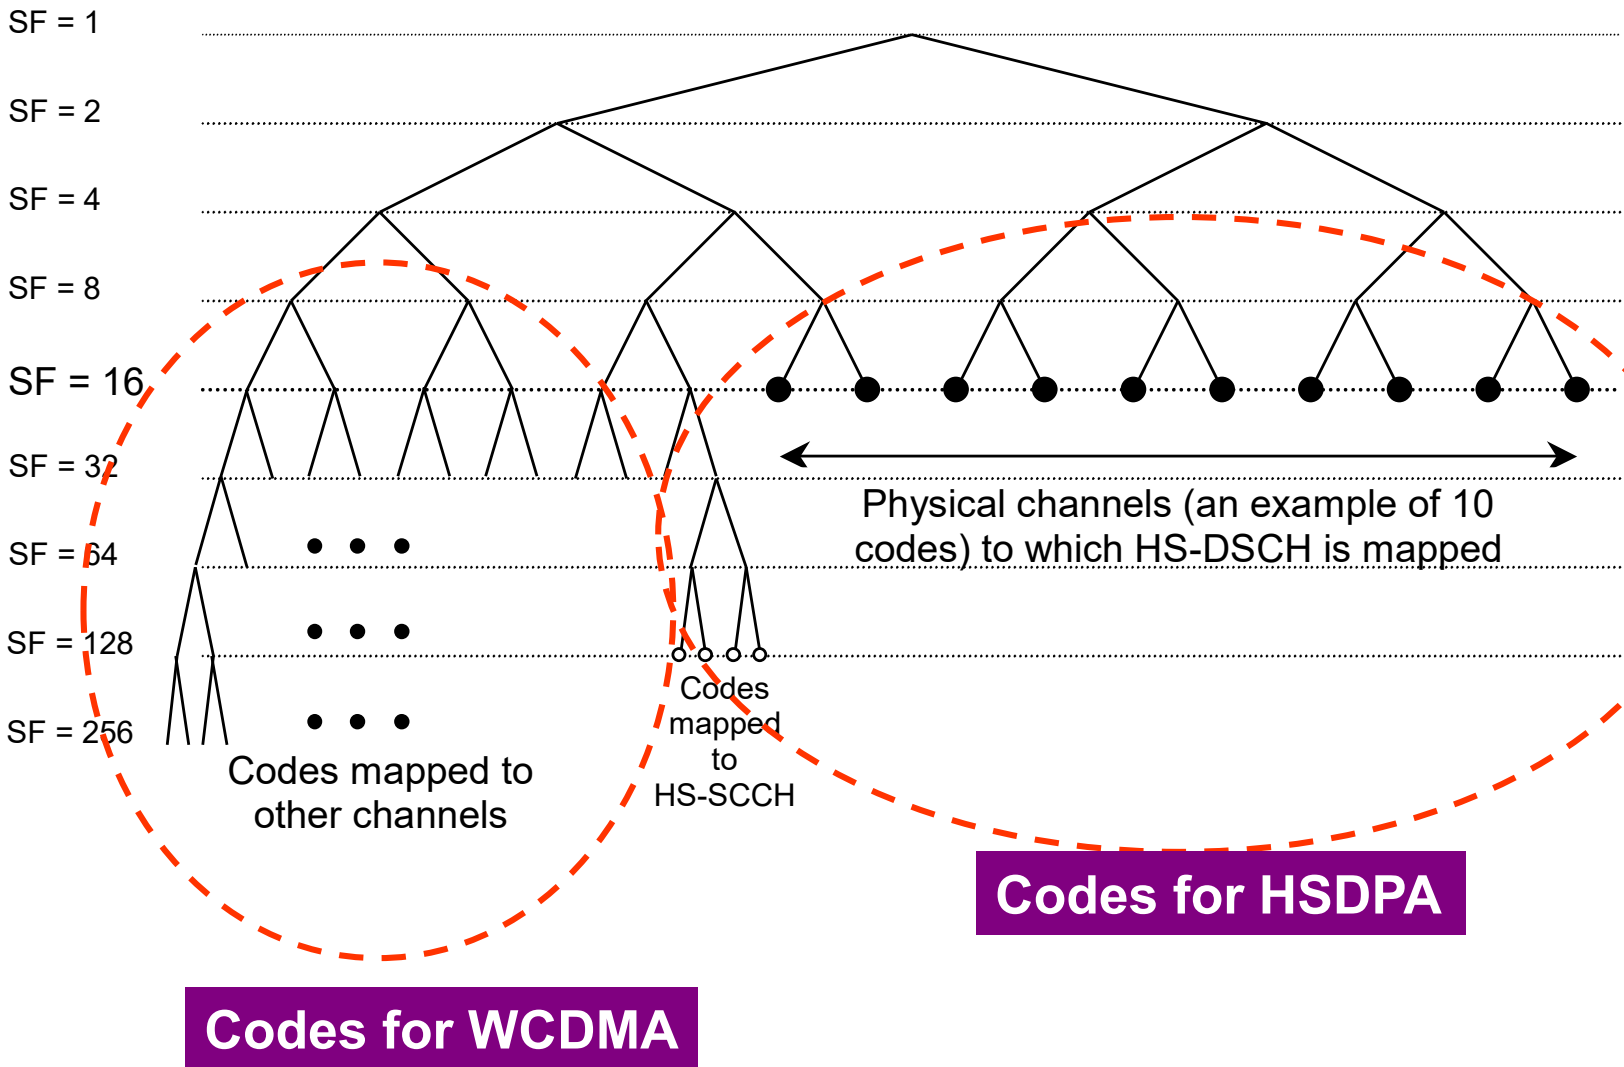 SF = 1
SF = 2
SF = 4
SF = 8
SF = 16
SF = 32
SF = 64
SF = 128
SF = 256
Physical channels (an example of 10
codes) to which HS-DSCH is mapped
Codes
mapped
to
HS-SCCH
Codes mapped to
other channels
Codes for HSDPA
Codes for WCDMA